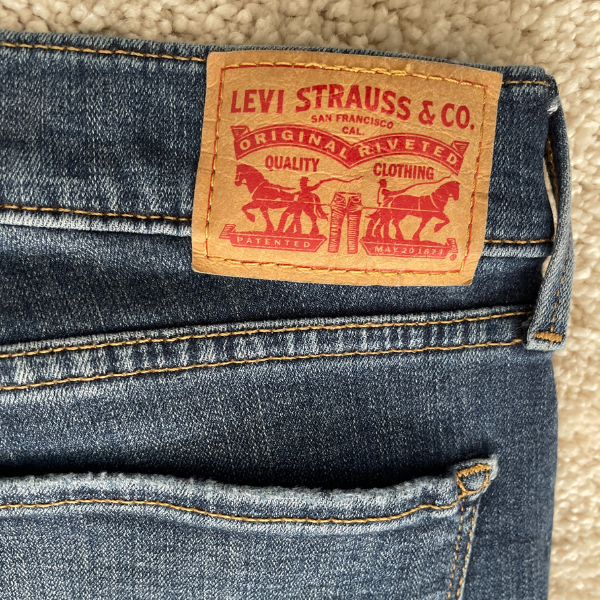 LEVI STRAUSS & CO.
SAN FRANCISCO
CAL.
ORIGINAL RIVETED
QUALITY CLOTHING
PATENTED MAY 20 1873
®